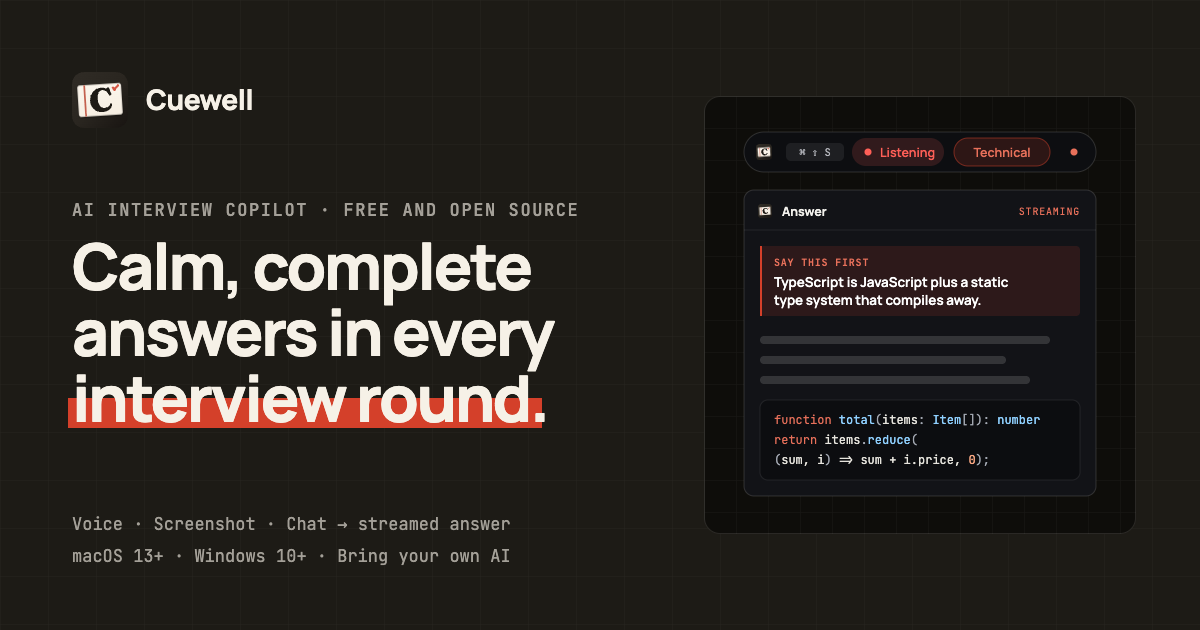 C Cuewell
AI INTERVIEW COPILOT · FREE AND OPEN SOURCE
Calm, complete
answers in every
interview round.
Voice · Screenshot · Chat → streamed answer
macOS 13+ · Windows 10+ · Bring your own AI
C ⌘ ⇧ S Listening Technical
C Answer STREAMING
SAY THIS FIRST
TypeScript is JavaScript plus a static
type system that compiles away.
function total(items: Item[]): number
return items.reduce(
(sum, i) => sum + i.price, 0);